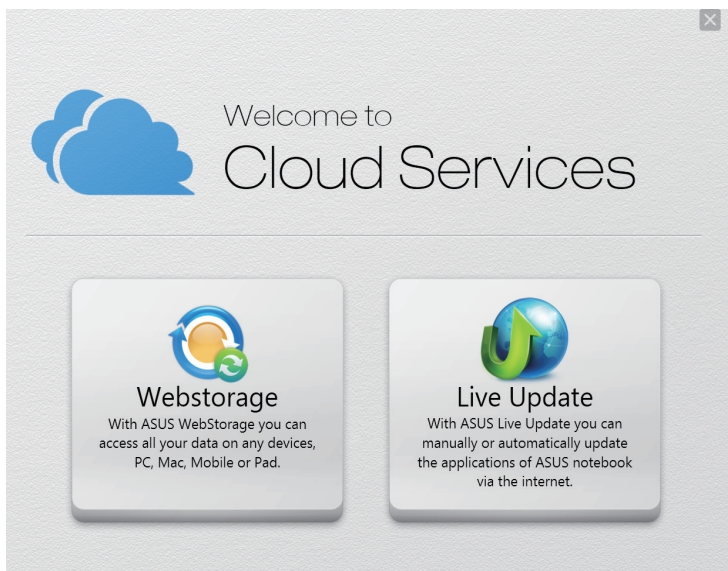 Welcome to
Cloud Services
Webstorage
With ASUS WebStorage you can
access all your data on any devices,
PC, Mac, Mobile or Pad.
Live Update
With ASUS Live Update you can
manually or automatically update
the applications of ASUS notebook
via the internet.